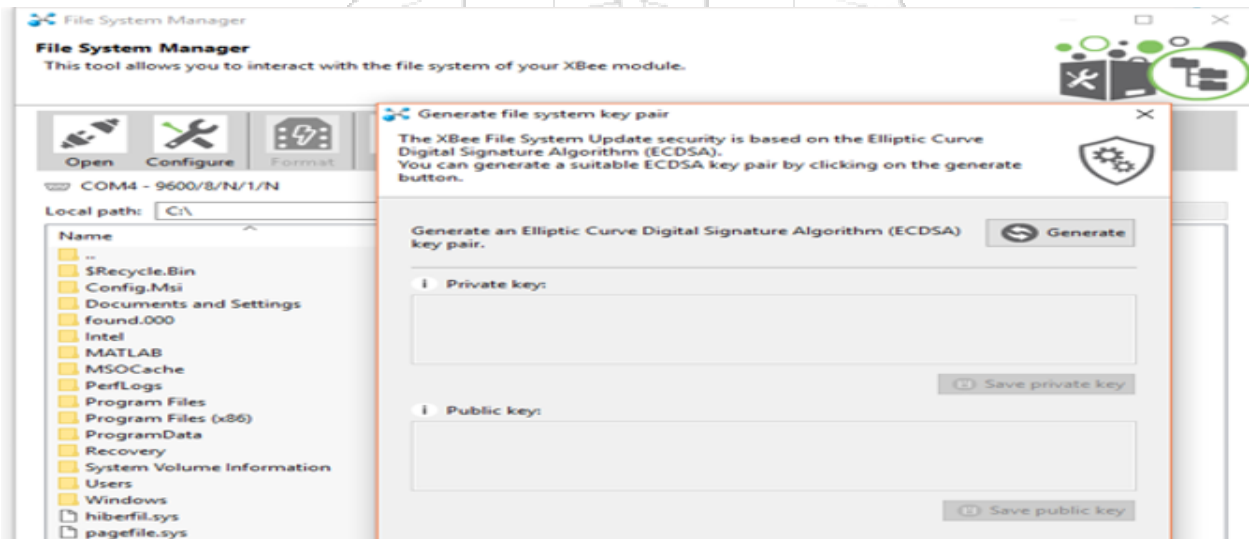 File System Manager
File System Manager
This tool allows you to interact with the file system of your XBee module.
Open
Configure
Format
COM4 - 9600/8/N/1/N
Local path:
C:\
Name
..
$Recycle.Bin
Config.Msi
Documents and Settings
found.000
Intel
MATLAB
MSOCache
PerfLogs
Program Files
Program Files (x86)
ProgramData
Recovery
System Volume Information
Users
Windows
hiberfil.sys
pagefile.sys
Generate file system key pair
The XBee File System Update security is based on the Elliptic Curve
Digital Signature Algorithm (ECDSA).
You can generate a suitable ECDSA key pair by clicking on the generate
button.
Generate an Elliptic Curve Digital Signature Algorithm (ECDSA)
key pair.
Generate
i Private key:
Save private key
i Public key:
Save public key